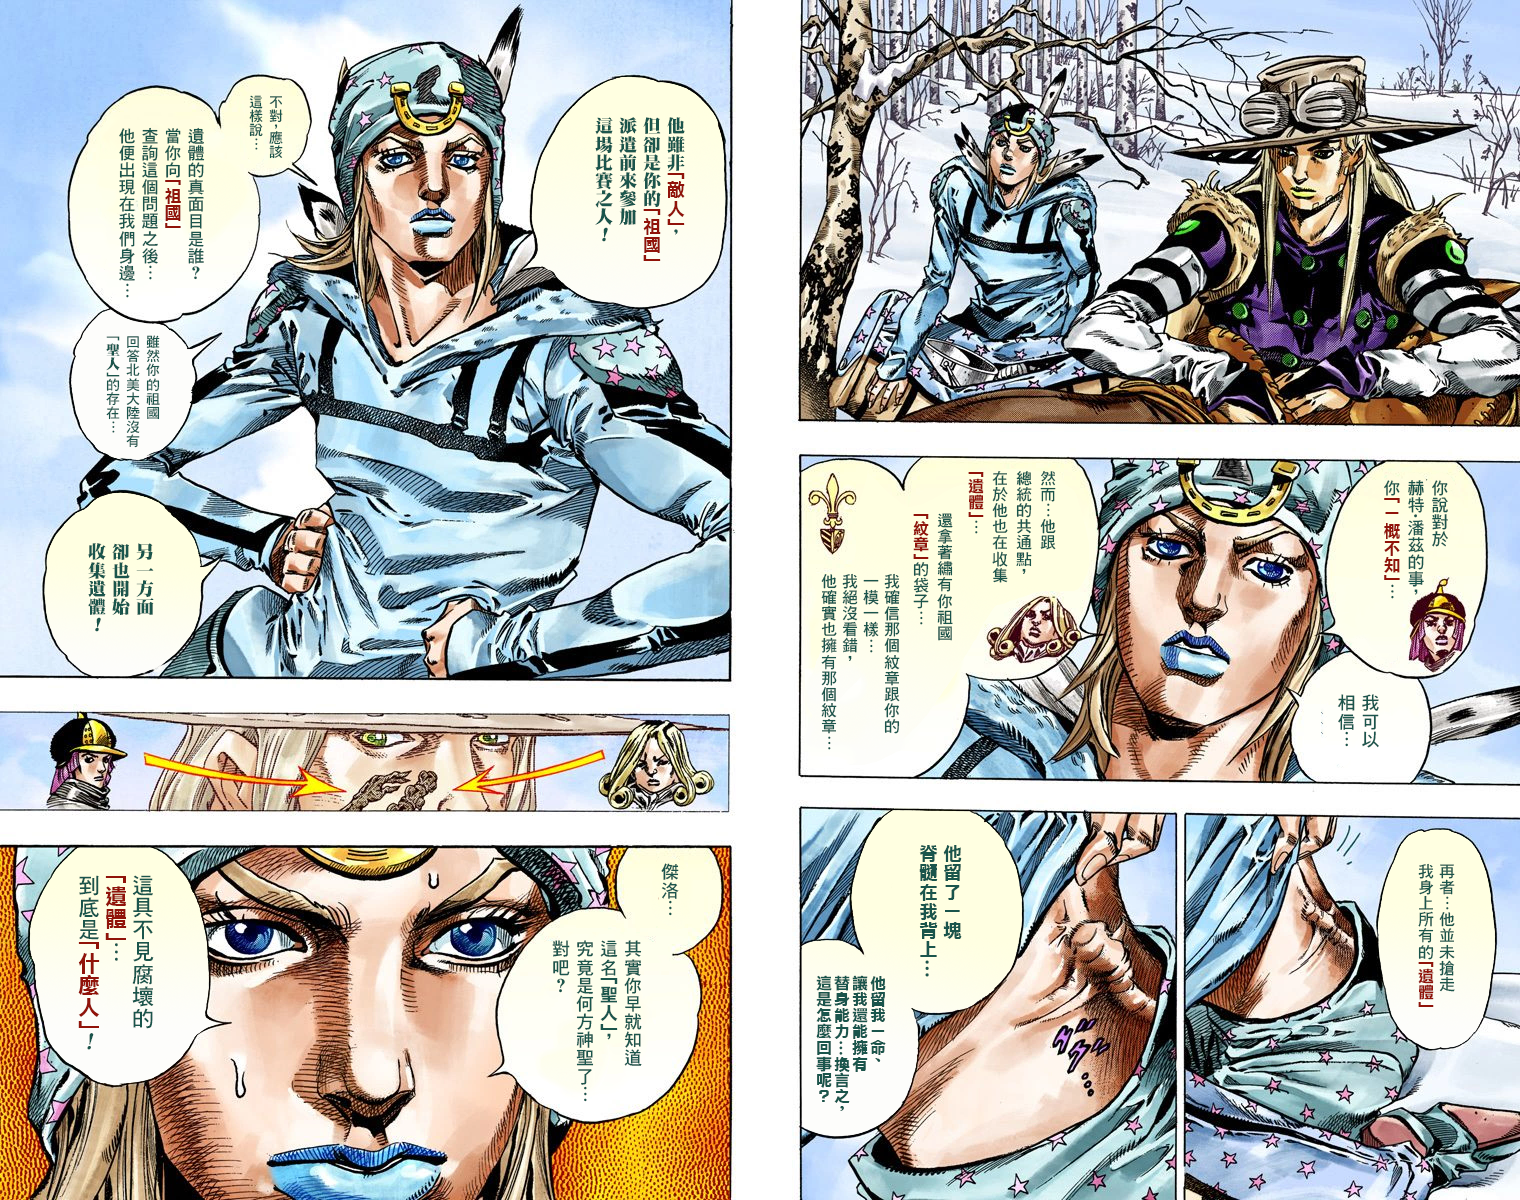 你說對於
赫特·潘茲的事，
你「一概不知」…
我可以
相信…
然而…他跟
總統的共通點，
在於他也在收集
「遺體」…
還拿著繡有你祖國
「紋章」的袋子…
我確信那個紋章跟你的
一模一樣…
我絕沒看錯，
他確實也擁有那個紋章…
再者…他並未搶走
我身上所有的「遺體」
他留了一塊
脊髓在我背上…
他留我一命、
讓我還能擁有
替身能力…換言之，
這是怎麼回事呢？
ズズズ…
他雖非「敵人」，
但卻是你的「祖國」
派遣前來參加
這場比賽之人！
不對，應該
這樣說…
遺體的真面目是誰？
當你向「祖國」
查詢這個問題之後…
他便出現在我們身邊…
雖然你的祖國
回答北美大陸沒有
「聖人」的存在…
另一方面
卻也開始
收集遺體！
傑洛…
其實你早就知道
這名「聖人」，
究竟是何方神聖了…
對吧？
這具不見腐壞的
「遺體」…
到底是「什麼人」！